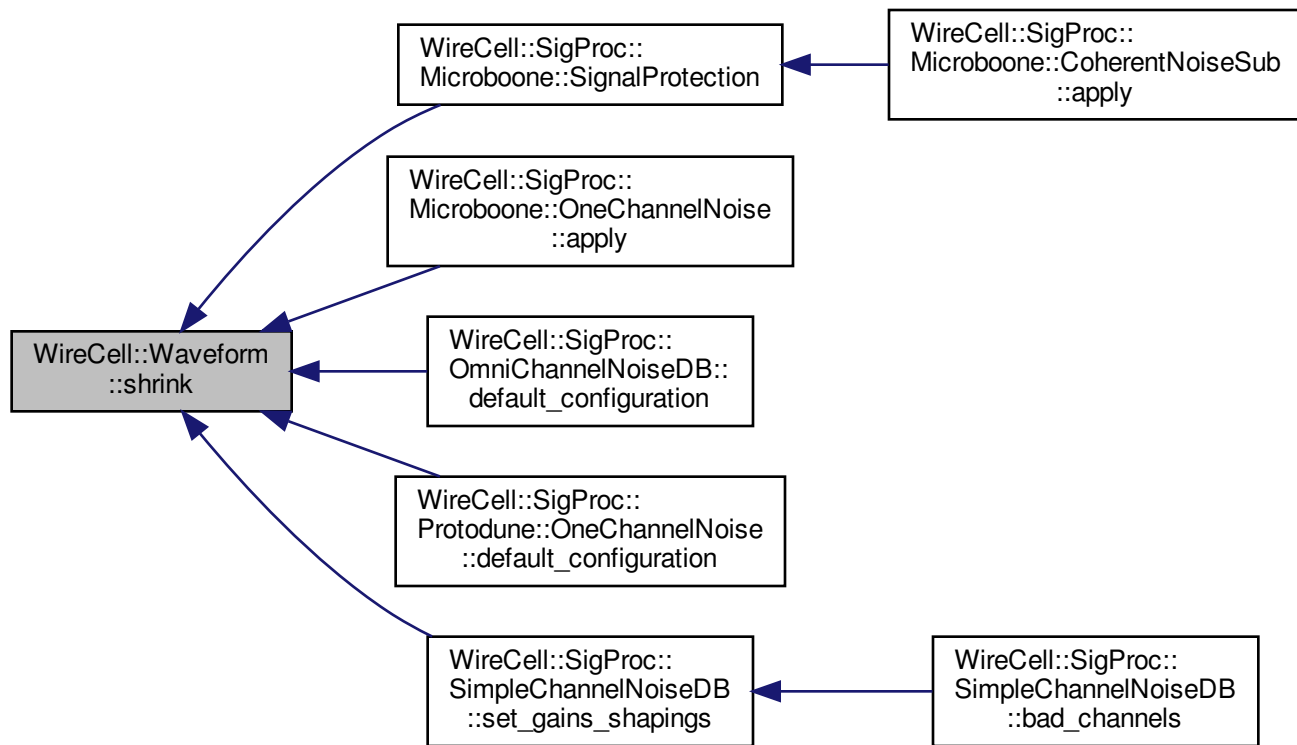 WireCell::SigProc::
Microboone::SignalProtection
WireCell::SigProc::
Microboone::CoherentNoiseSub
::apply
WireCell::SigProc::
Microboone::OneChannelNoise
::apply
WireCell::Waveform
::shrink
WireCell::SigProc::
OmniChannelNoiseDB::
default_configuration
WireCell::SigProc::
Protodune::OneChannelNoise
::default_configuration
WireCell::SigProc::
SimpleChannelNoiseDB
::set_gains_shapings
WireCell::SigProc::
SimpleChannelNoiseDB
::bad_channels